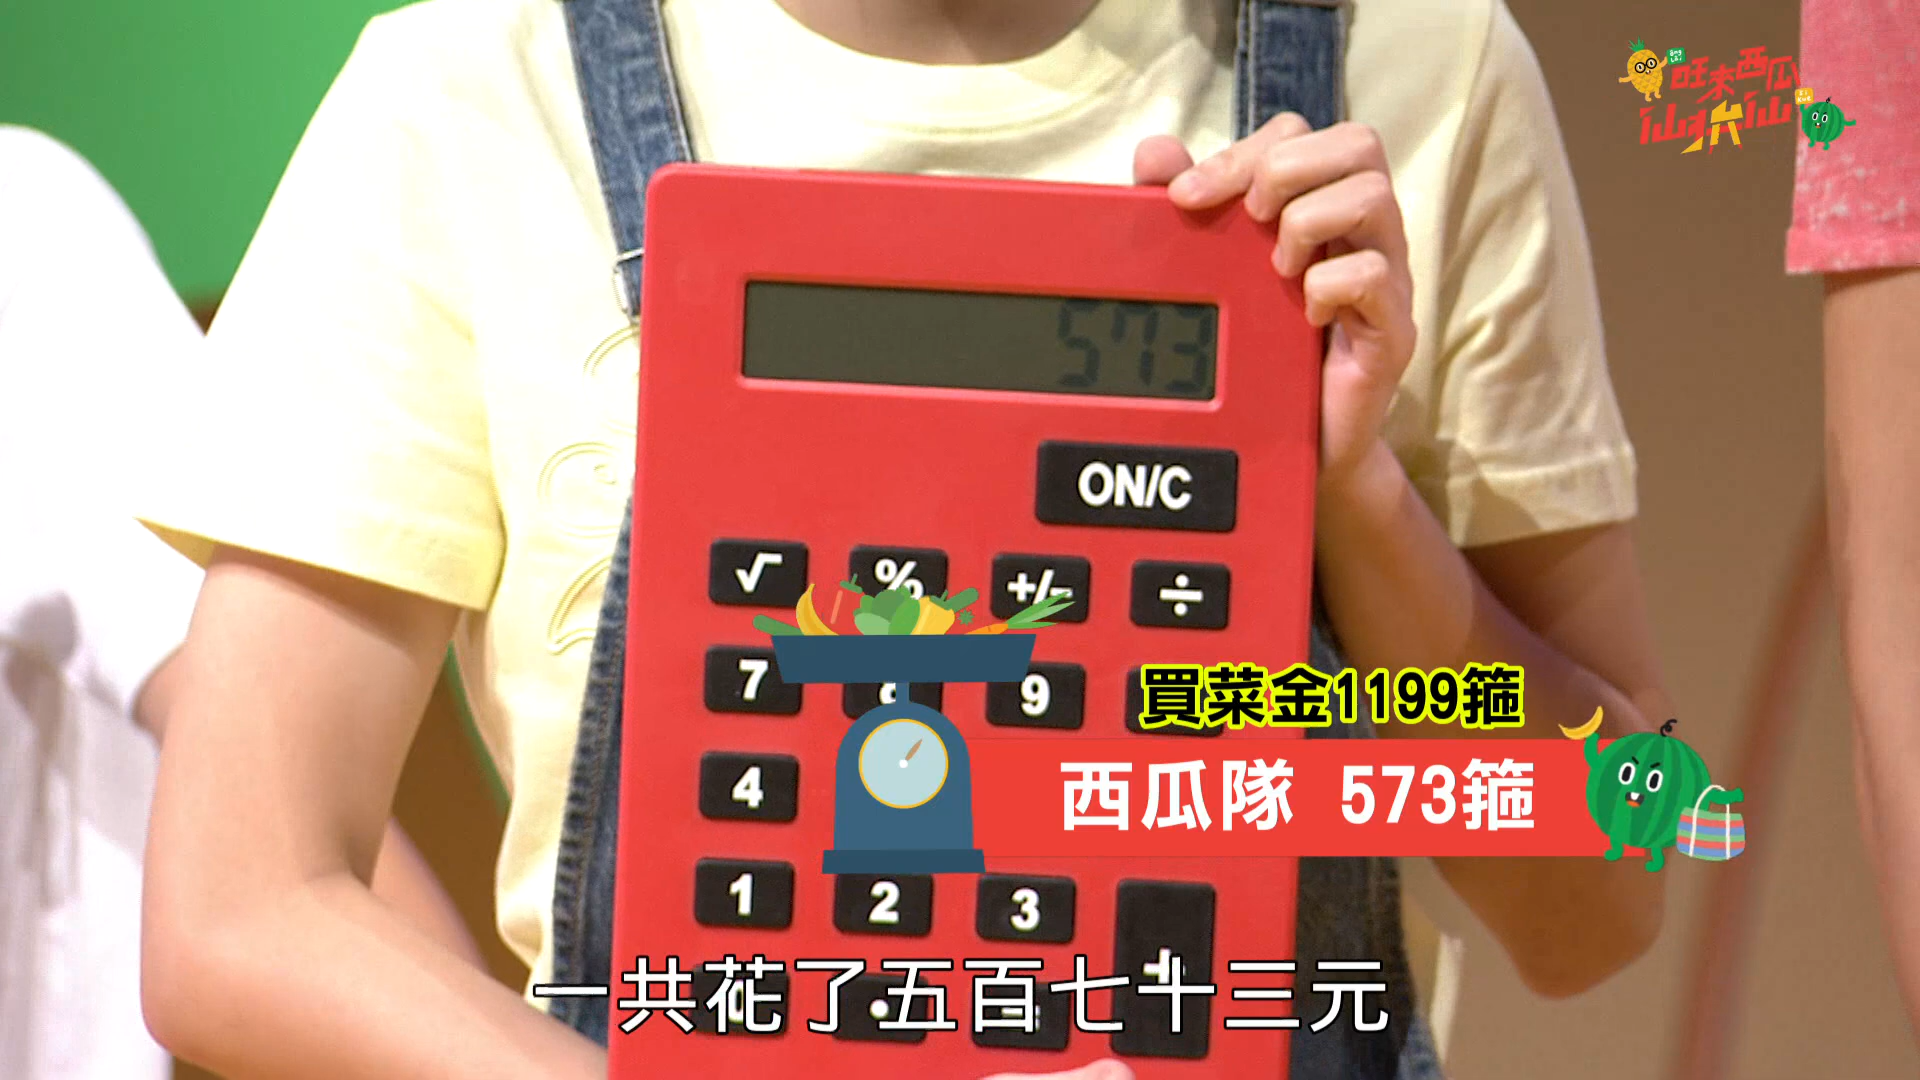 旺來西瓜
仙拚仙
573
ON/C
√ % +/- ÷
7 8 9
買菜金1199箍
4
西瓜隊 573箍
1 2 3
+
0 . =
一共花了五百七十三元